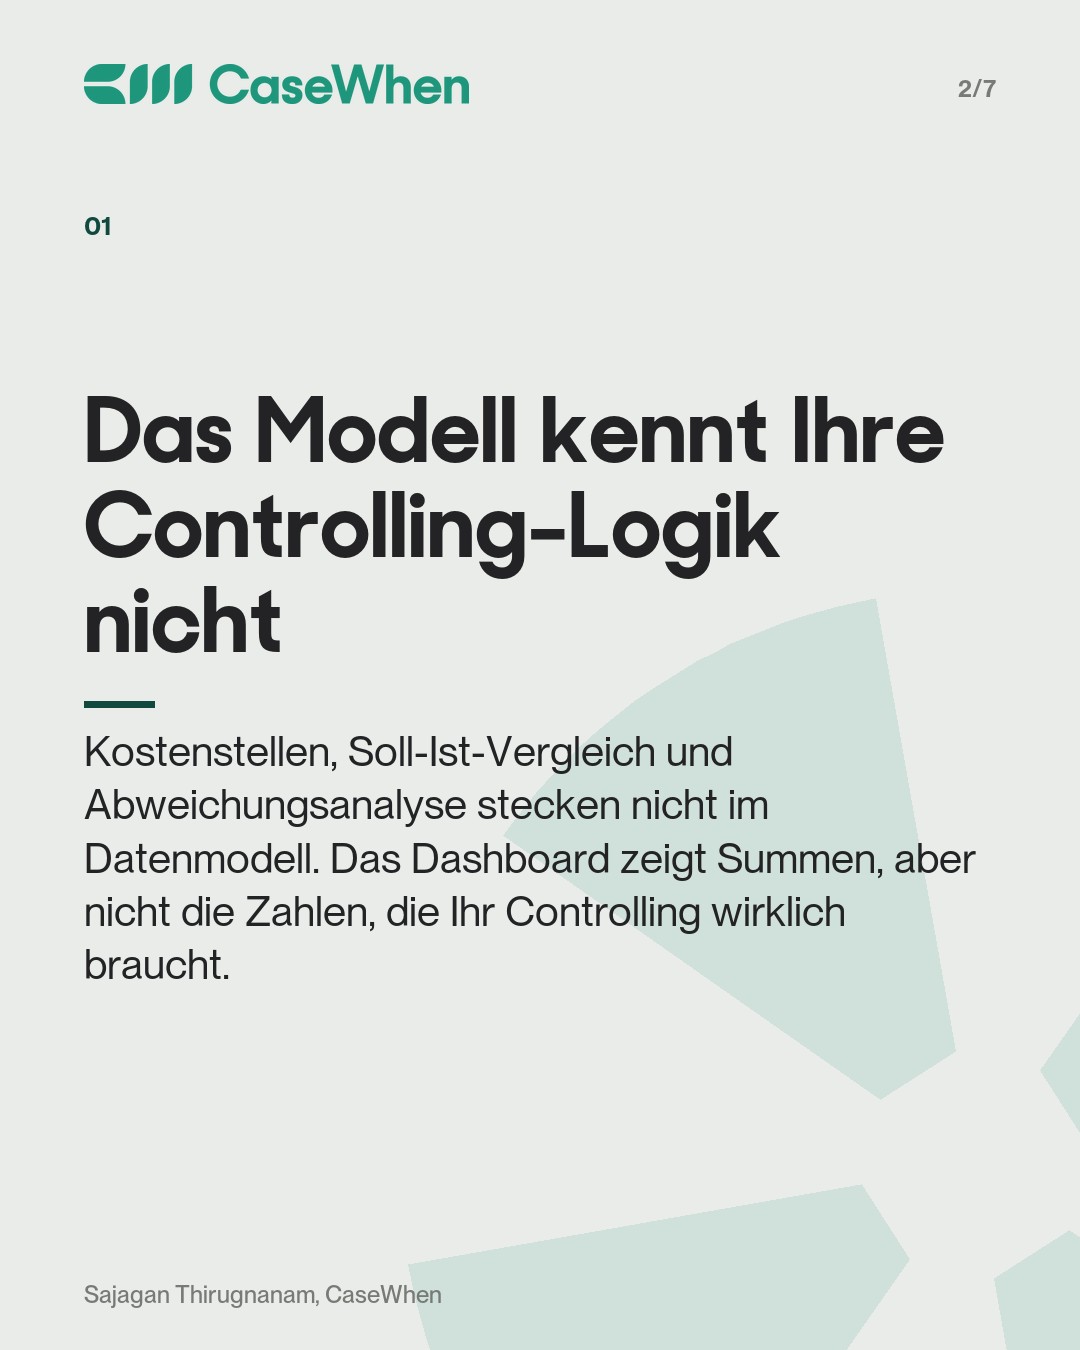 CaseWhen
2/7
01
Das Modell kennt Ihre
Controlling-Logik
nicht
Kostenstellen, Soll-Ist-Vergleich und
Abweichungsanalyse stecken nicht im
Datenmodell. Das Dashboard zeigt Summen, aber
nicht die Zahlen, die Ihr Controlling wirklich
braucht.
Sajagan Thirugnanam, CaseWhen